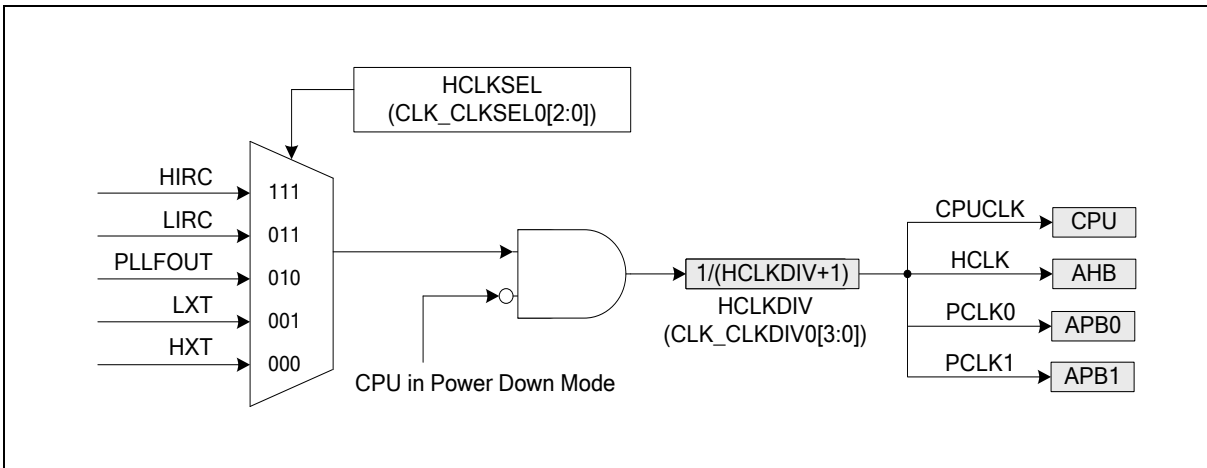 HCLKSEL
(CLK_CLKSEL0[2:0])
HIRC
111
LIRC
011
PLLFOUT
010
LXT
001
HXT
000
CPU in Power Down Mode
1/(HCLKDIV+1)
HCLKDIV
(CLK_CLKDIV0[3:0])
CPUCLK
CPU
HCLK
AHB
PCLK0
APB0
PCLK1
APB1